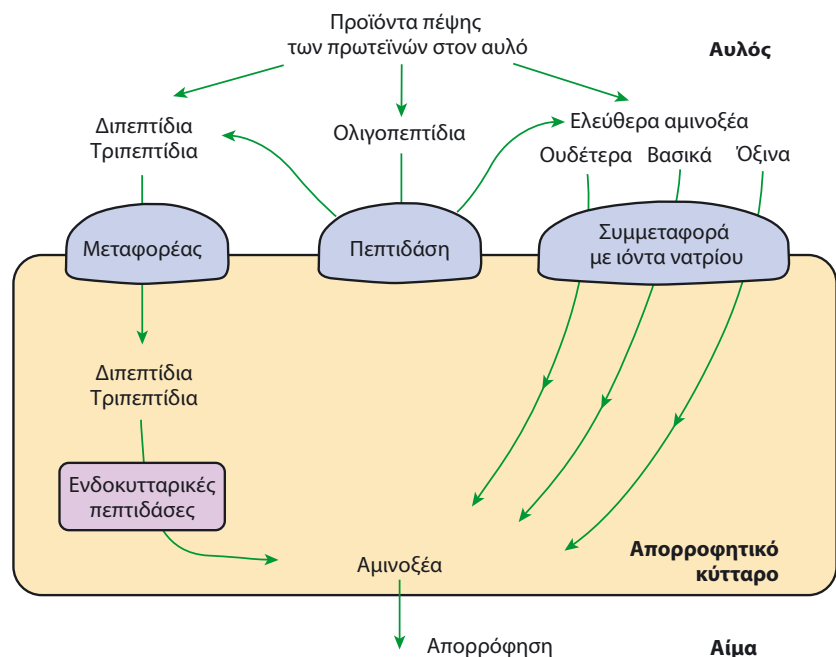 Προϊόντα πέψης
των πρωτεϊνών στον αυλό
Αυλός
Διπεπτίδια
Τριπεπτίδια
Ολιγοπεπτίδια
Ελεύθερα αμινοξέα
Ουδέτερα Βασικά Όξινα
Μεταφορέας
Πεπτιδάση
Συμμεταφορά
με ιόντα νατρίου
Διπεπτίδια
Τριπεπτίδια
Ενδοκυτταρικές
πεπτιδάσες
Αμινοξέα
Απορροφητικό
κύτταρο
Απορρόφηση
Αίμα